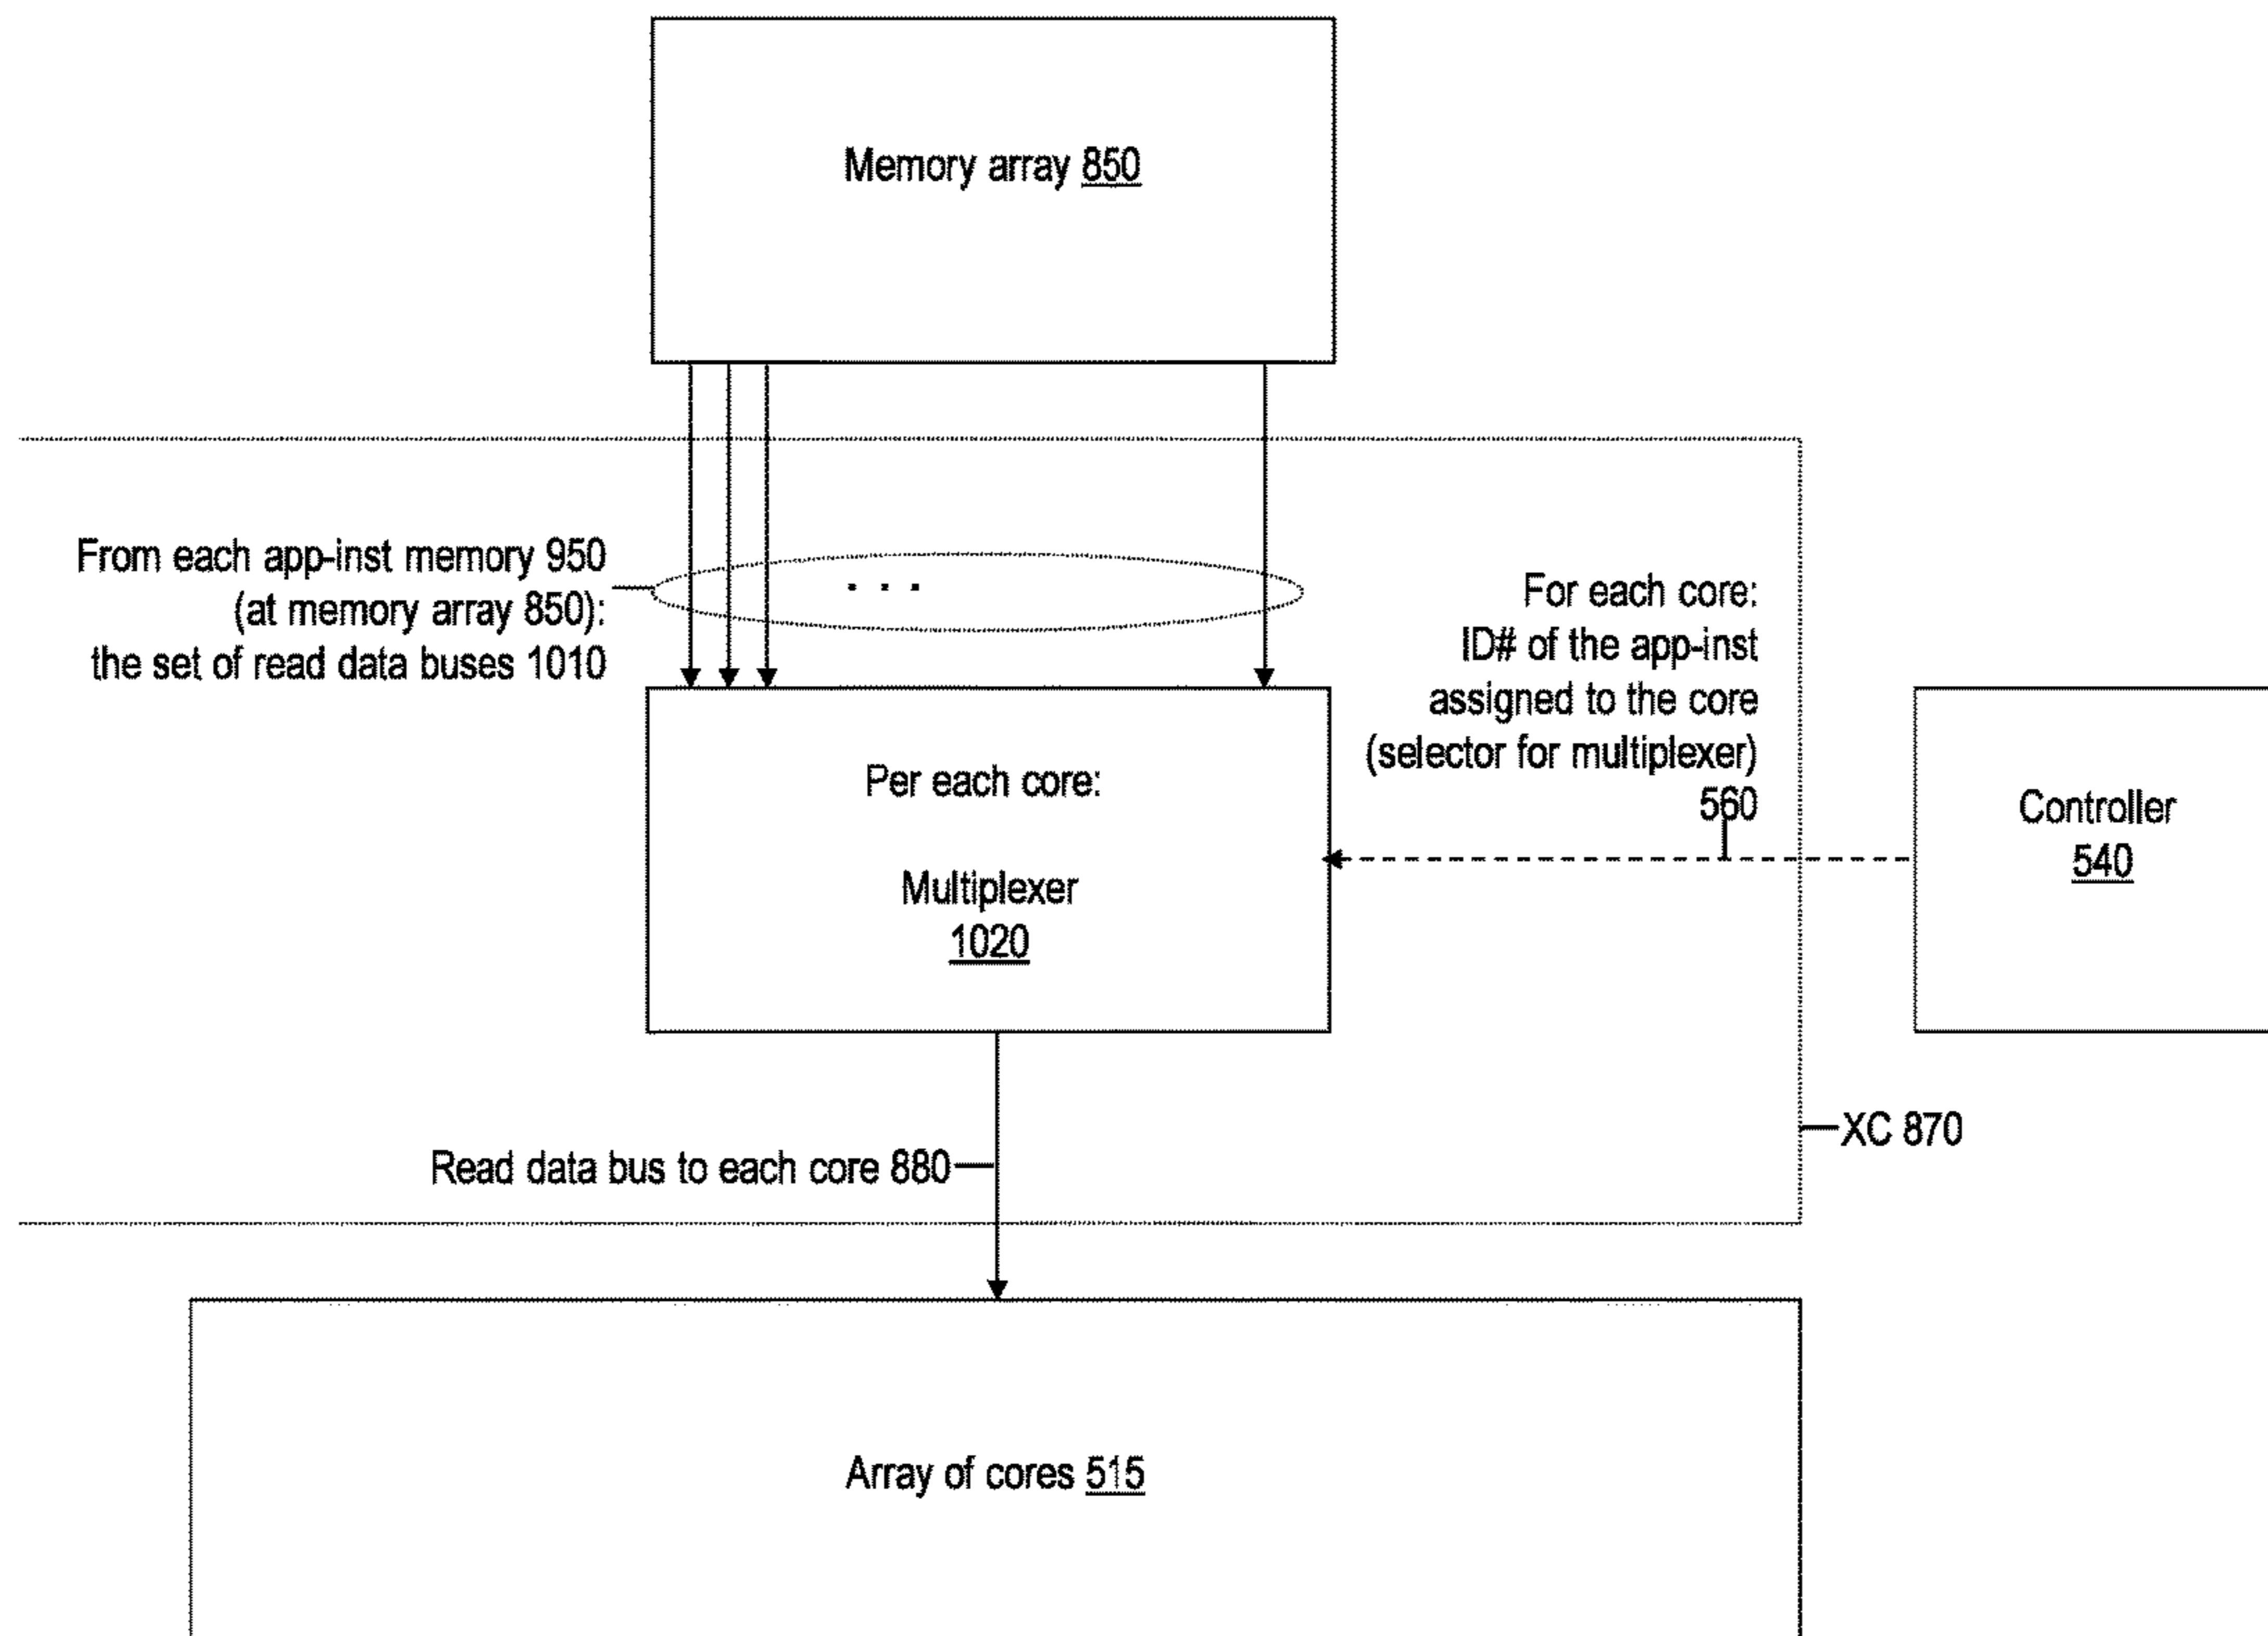 Memory array 850
From each app-inst memory 950
(at memory array 850):
the set of read data buses 1010
. . .
For each core:
ID# of the app-inst
assigned to the core
(selector for multiplexer)
560
Per each core:
Multiplexer
1020
Controller
540
XC 870
Read data bus to each core 880
Array of cores 515